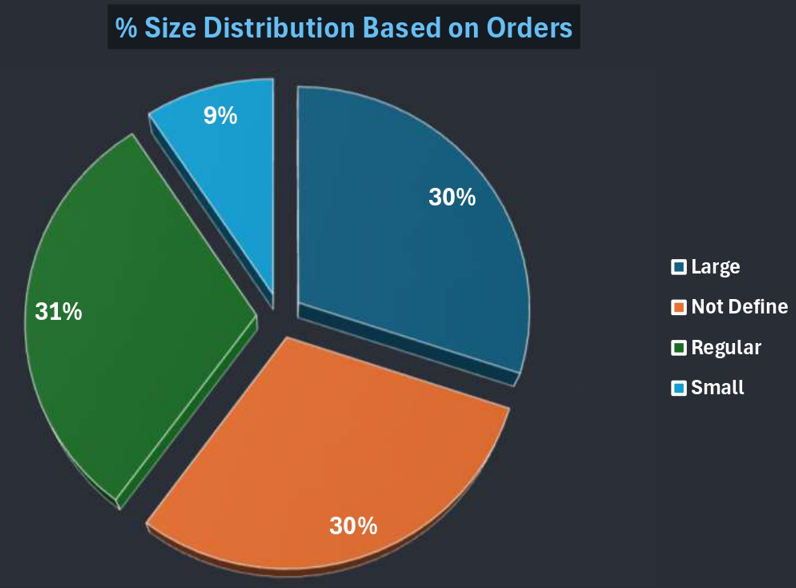 % Size Distribution Based on Orders
9%
30%
31%
30%
Large
Not Define
Regular
Small